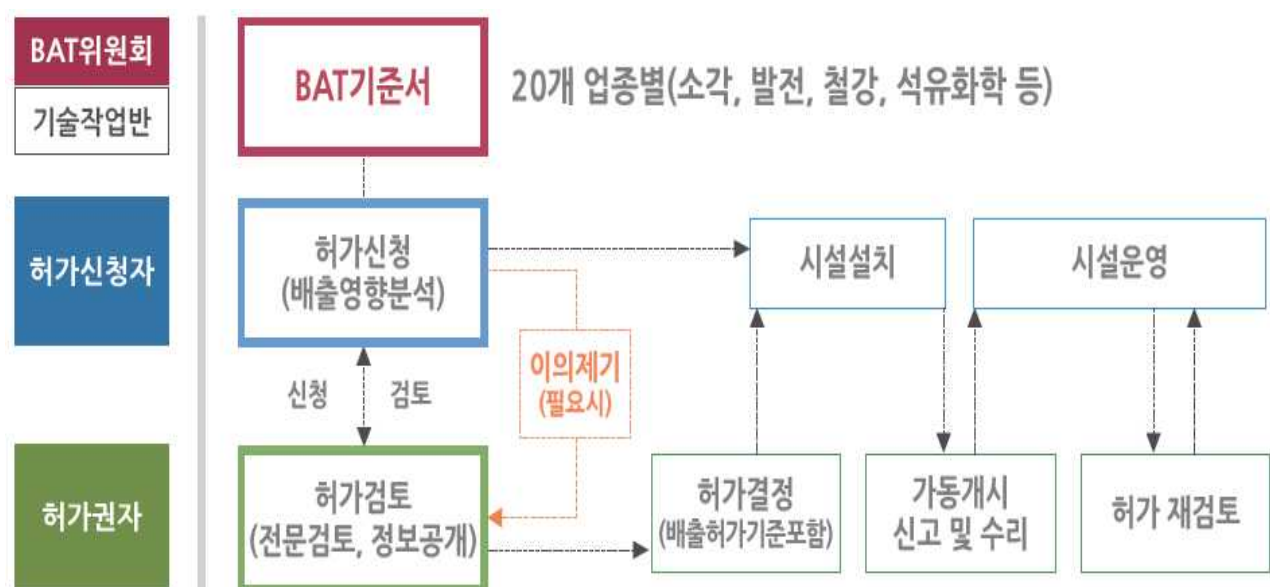 BAT위원회
기술작업반
BAT기준서
20개 업종별(소각, 발전, 철강, 석유화학 등)
허가신청자
허가신청
(배출영향분석)
시설설치
시설운영
신청
검토
이의제기
(필요시)
허가권자
허가검토
(전문검토, 정보공개)
허가결정
(배출허가기준포함)
가동개시
신고 및 수리
허가 재검토